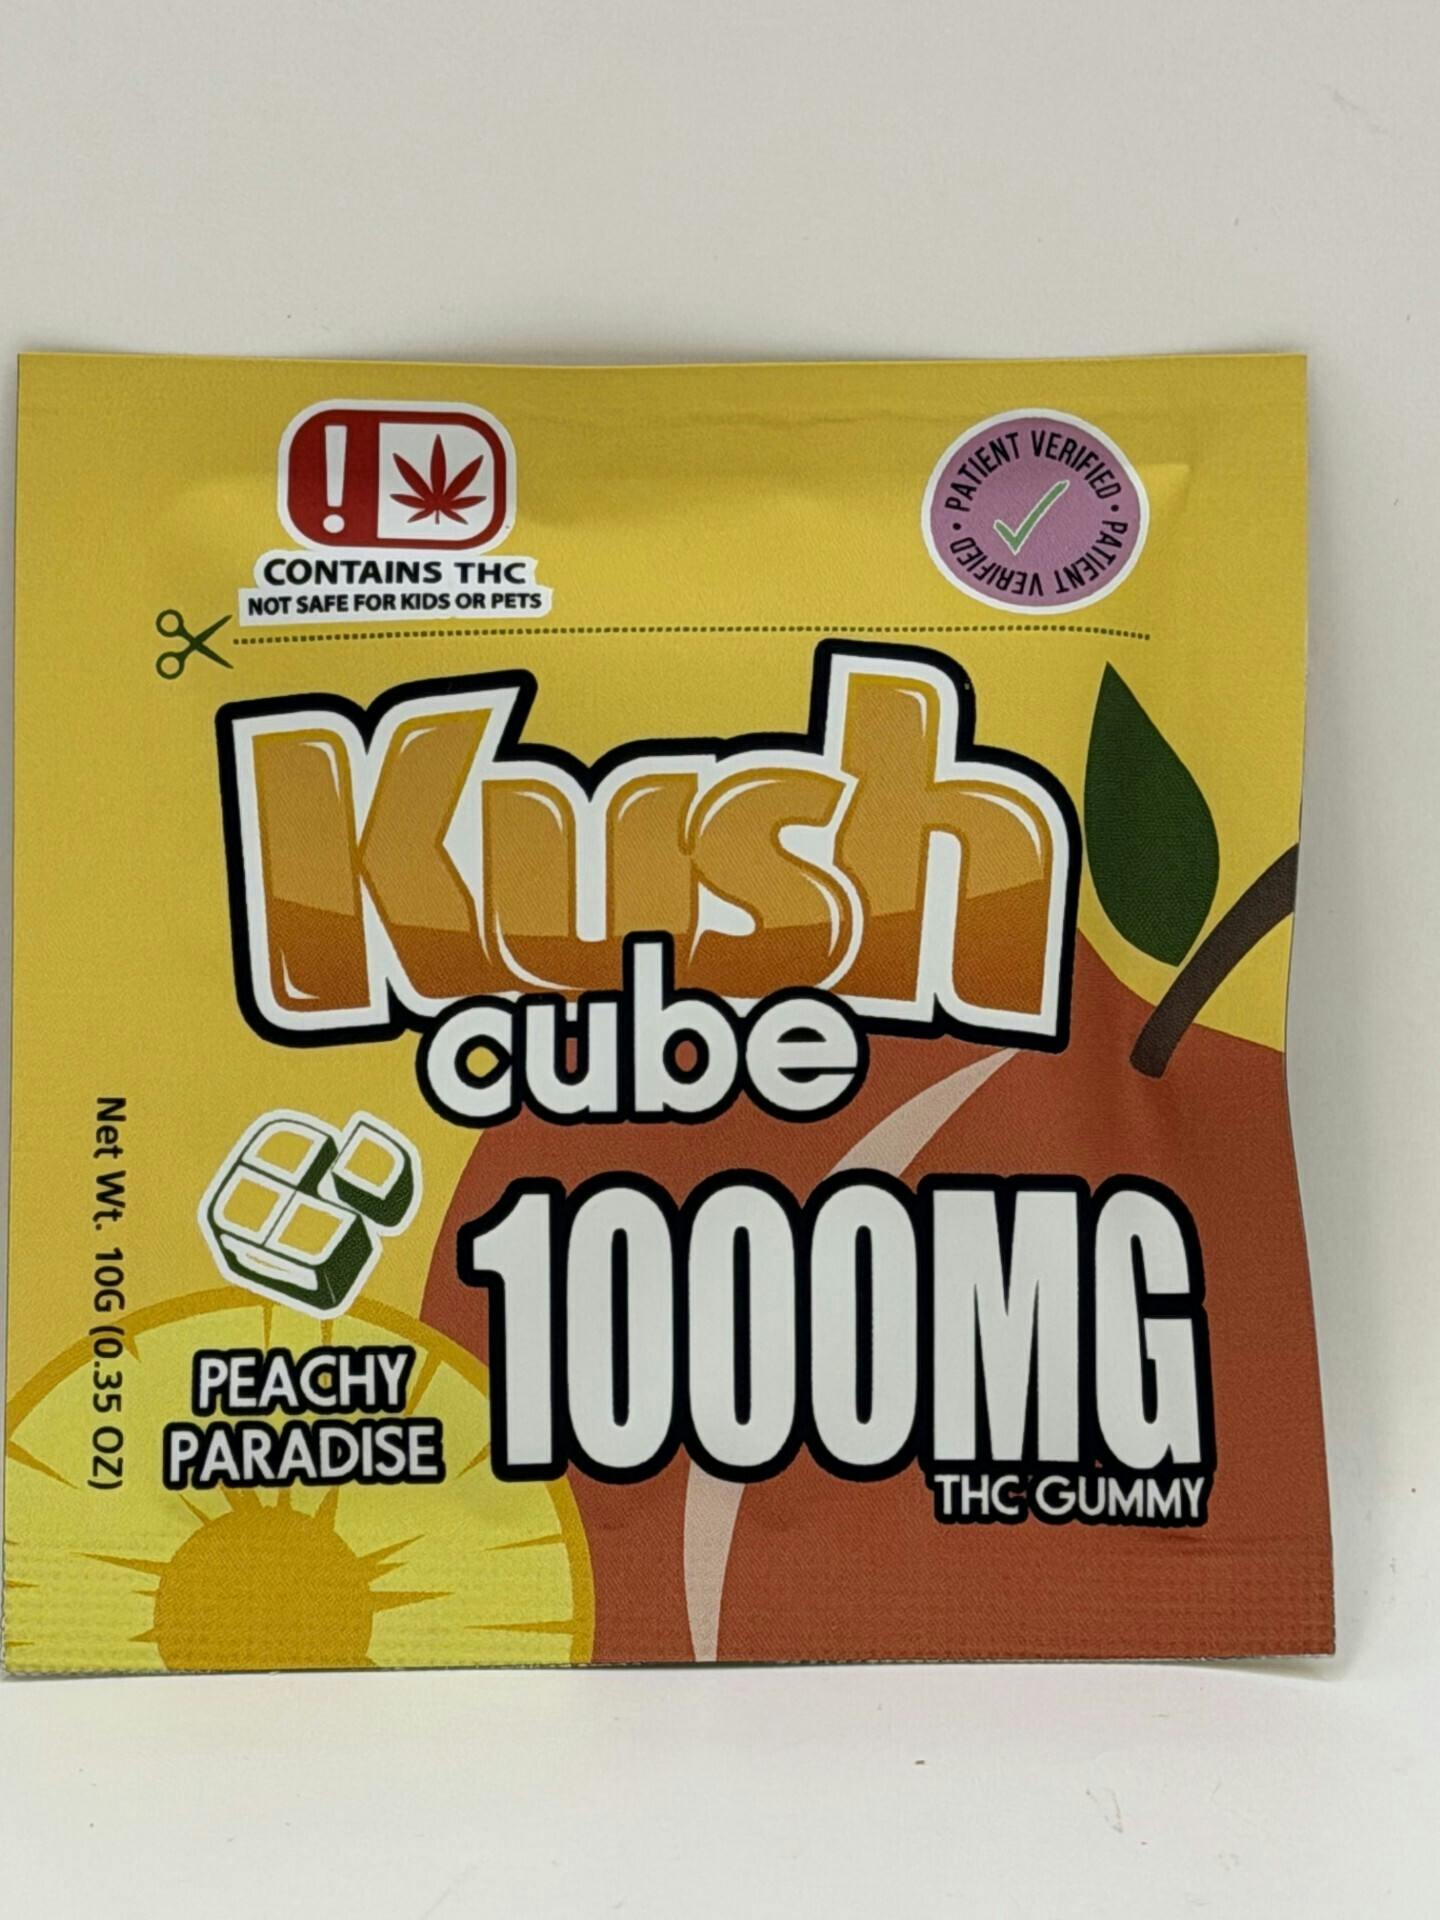 CONTAINS THC
NOT SAFE FOR KIDS OR PETS
PATIENT VERIFIED • PATIENT VERIFIED •
Kush
cube
1000MG
THC GUMMY
PEACHY
PARADISE
Net Wt. 10G (0.35 OZ)